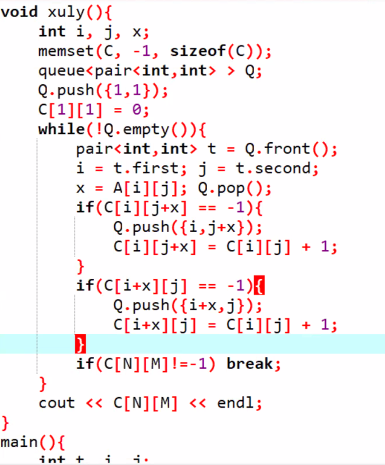 void xuly(){
int i, j, x;
memset(C, -1, sizeof(C));
queue<pair<int,int> > Q;
Q.push({1,1});
C[1][1] = 0;
while(!Q.empty()){
pair<int,int> t = Q.front();
i = t.first; j = t.second;
x = A[i][j]; Q.pop();
if(C[i][j+x] == -1){
Q.push({i,j+x});
C[i][j+x] = C[i][j] + 1;
}
if(C[i+x][j] == -1){
Q.push({i+x,j});
C[i+x][j] = C[i][j] + 1;
}
if(C[N][M]!=-1) break;
}
cout << C[N][M] << endl;
}
main(){
int t, i, j;